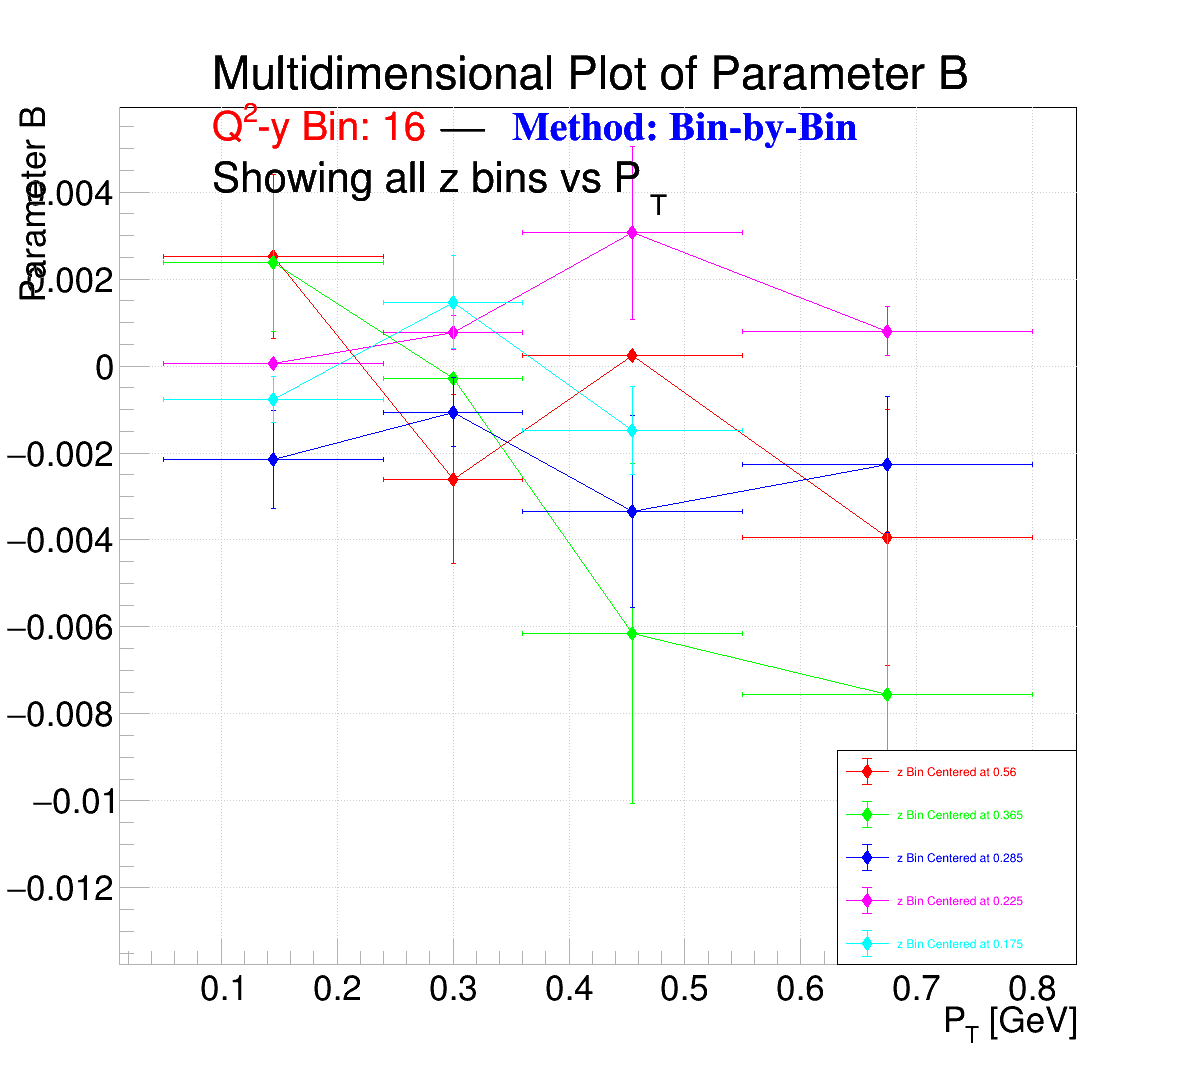 Multidimensional Plot of Parameter B
Q²-y Bin: 16 — Method: Bin-by-Bin
Showing all z bins vs P_T
Parameter B
0.004
0.002
0
−0.002
−0.004
−0.006
−0.008
−0.01
−0.012
z Bin Centered at 0.56
z Bin Centered at 0.365
z Bin Centered at 0.285
z Bin Centered at 0.225
z Bin Centered at 0.175
0.1 0.2 0.3 0.4 0.5 0.6 0.7 0.8
P_T [GeV]